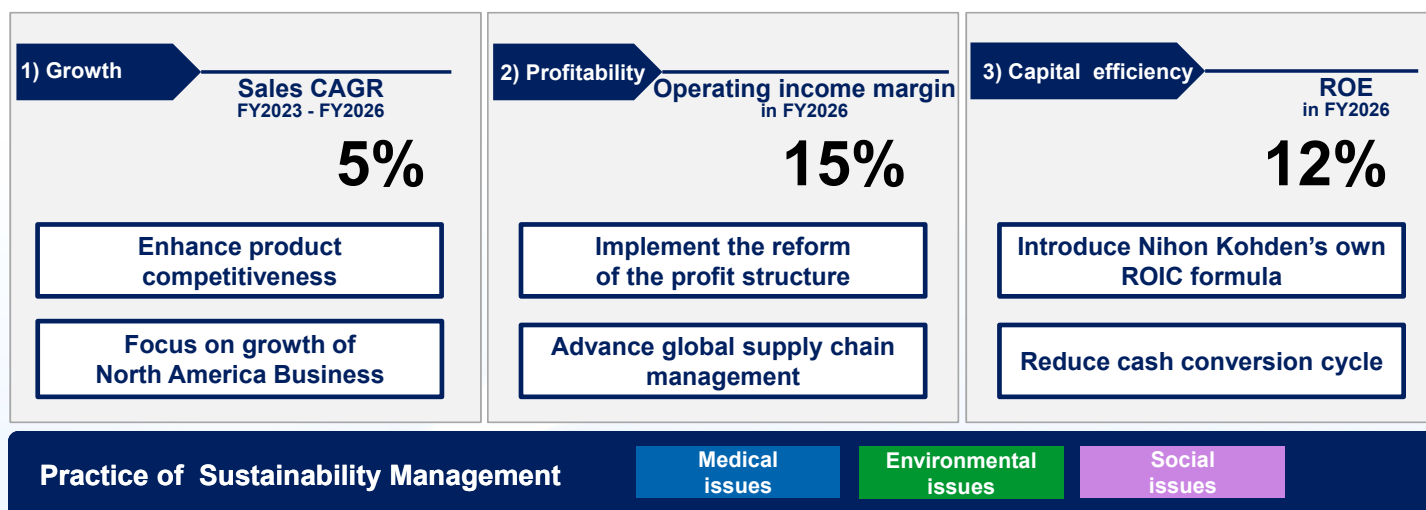 1) Growth
Sales CAGR
FY2023 - FY2026
5%
Enhance product
competitiveness
Focus on growth of
North America Business
2) Profitability
Operating income margin
in FY2026
15%
Implement the reform
of the profit structure
Advance global supply chain
management
3) Capital efficiency
ROE
in FY2026
12%
Introduce Nihon Kohden’s own
ROIC formula
Reduce cash conversion cycle
Practice of Sustainability Management
Medical
issues
Environmental
issues
Social
issues